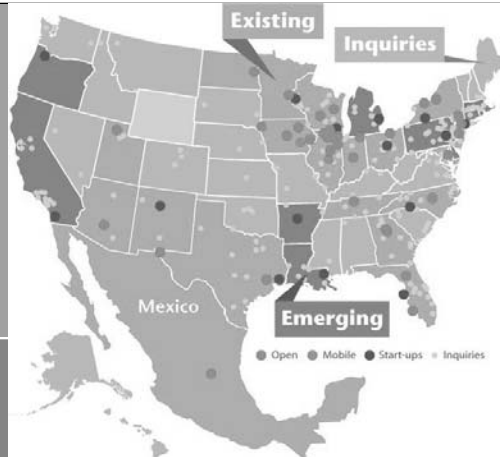 Existing
Inquiries
Mexico
Emerging
Open Mobile Start-ups Inquiries